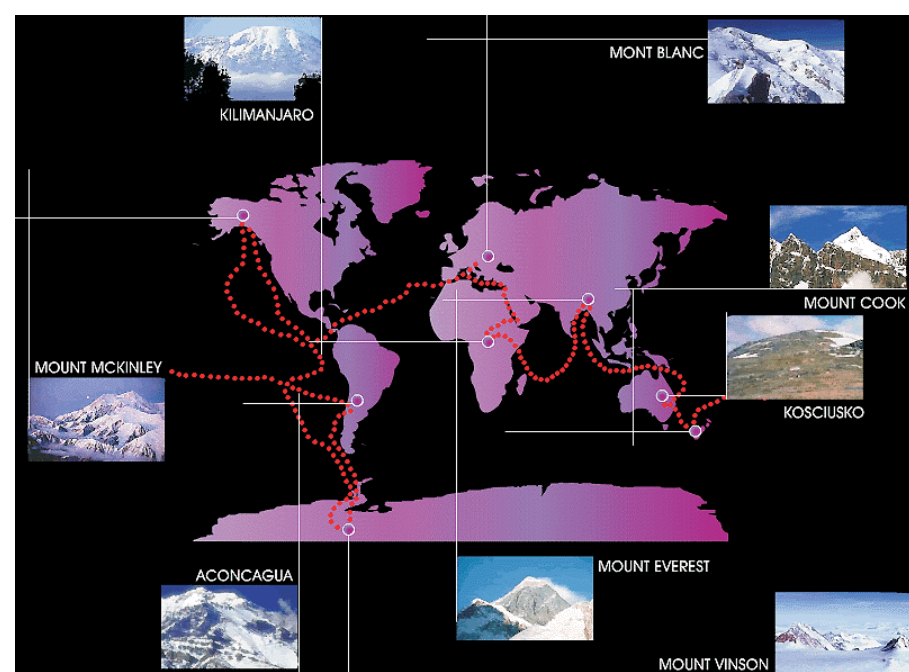 MONT BLANC
KILIMANJARO
MOUNT COOK
MOUNT MCKINLEY
KOSCIUSKO
ACONCAGUA
MOUNT EVEREST
MOUNT VINSON